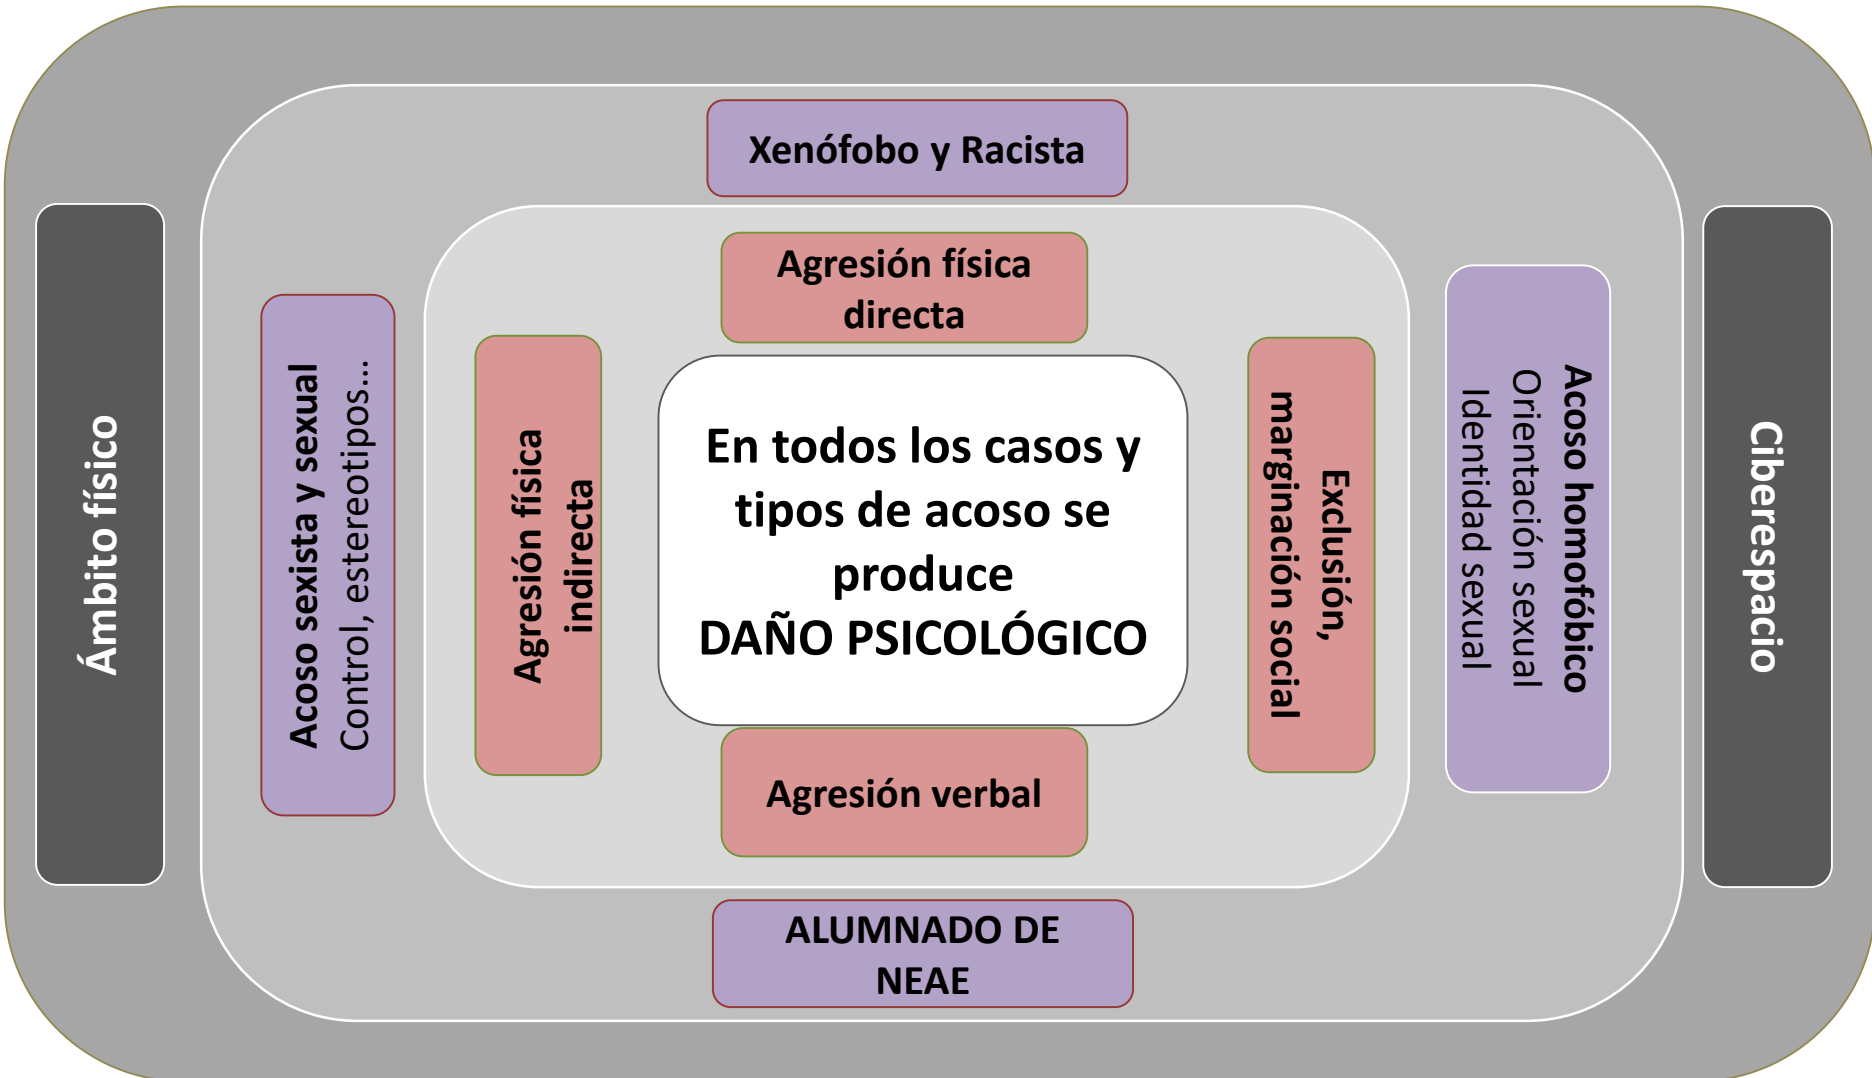 Xenófobo y Racista
Agresión física
directa
Ámbito físico
Acoso sexista y sexual
Control, estereotipos...
Agresión física
indirecta
En todos los casos y
tipos de acoso se
produce
DAÑO PSICOLÓGICO
Exclusión,
marginación social
Acoso homofóbico
Orientación sexual
Identidad sexual
Ciberespacio
Agresión verbal
ALUMNADO DE
NEAE